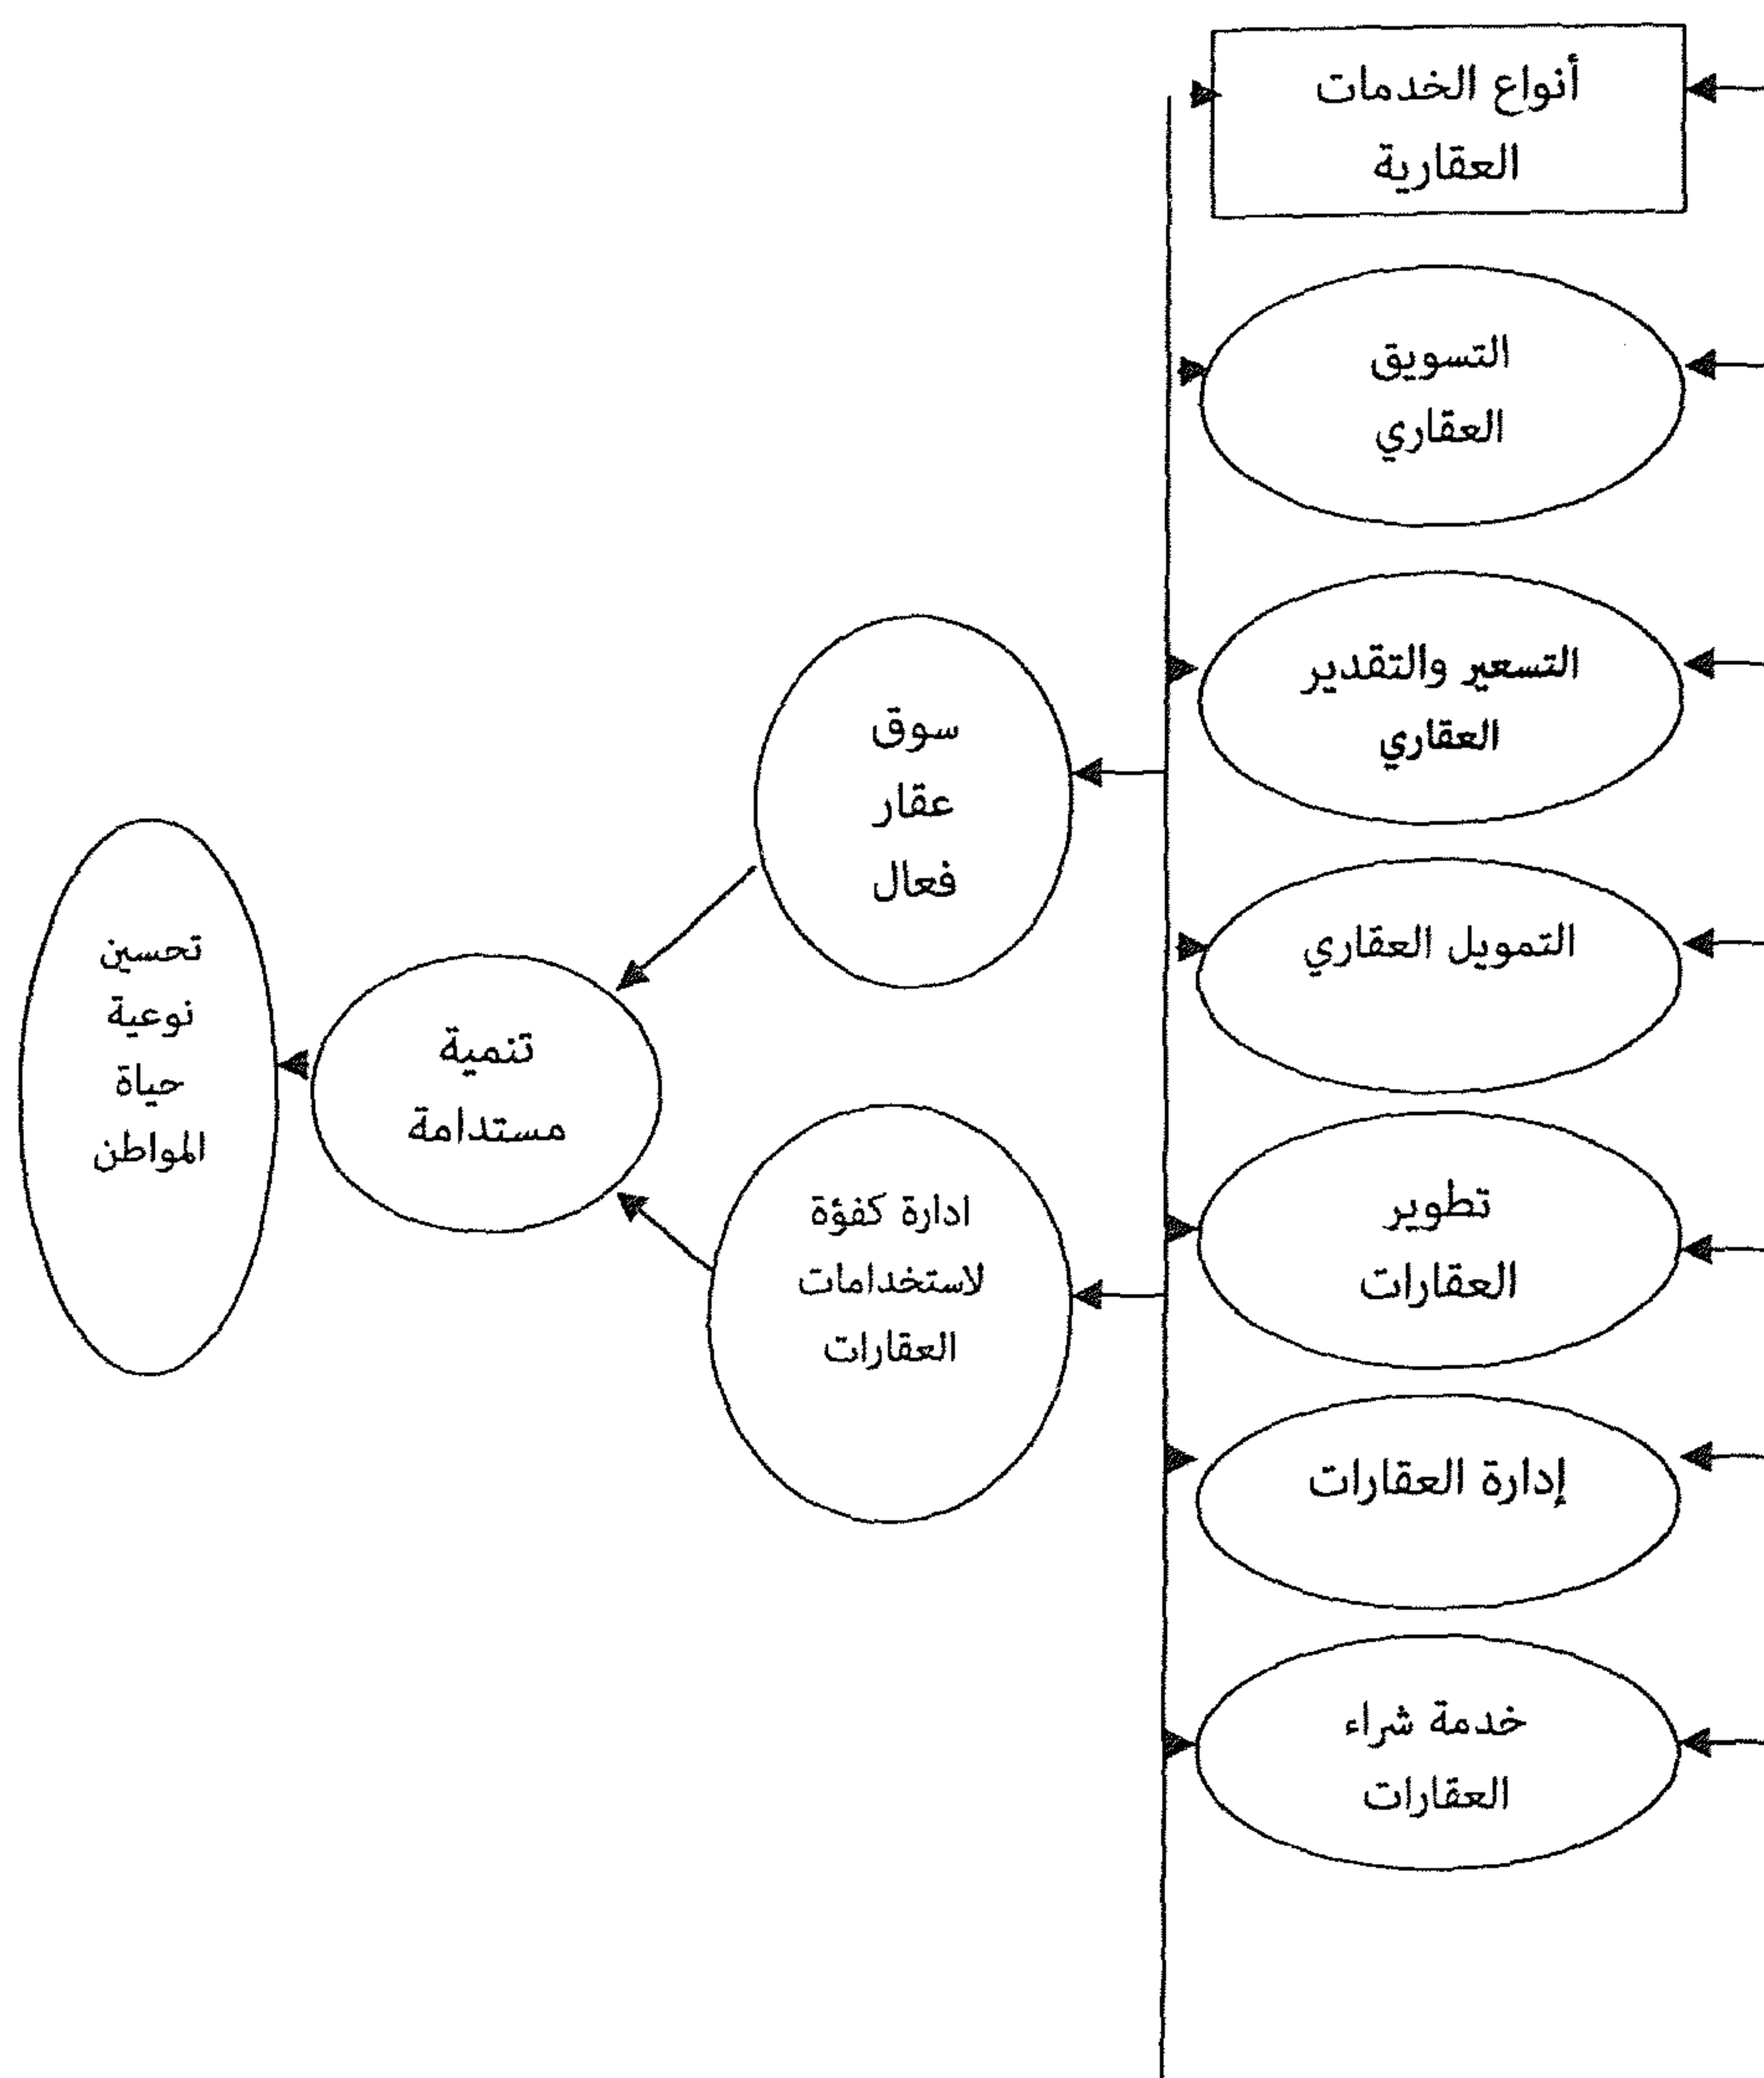 أنواع الخدمات
العقارية
التسويق
العقاري
التسعير والتقدير
العقاري
التمويل العقاري
تطوير
العقارات
إدارة العقارات
خدمة شراء
العقارات
سوق
عقار
فعال
ادارة كفؤة
لاستخدامات
العقارات
تنمية
مستدامة
تحسين
نوعية
حياة
المواطن